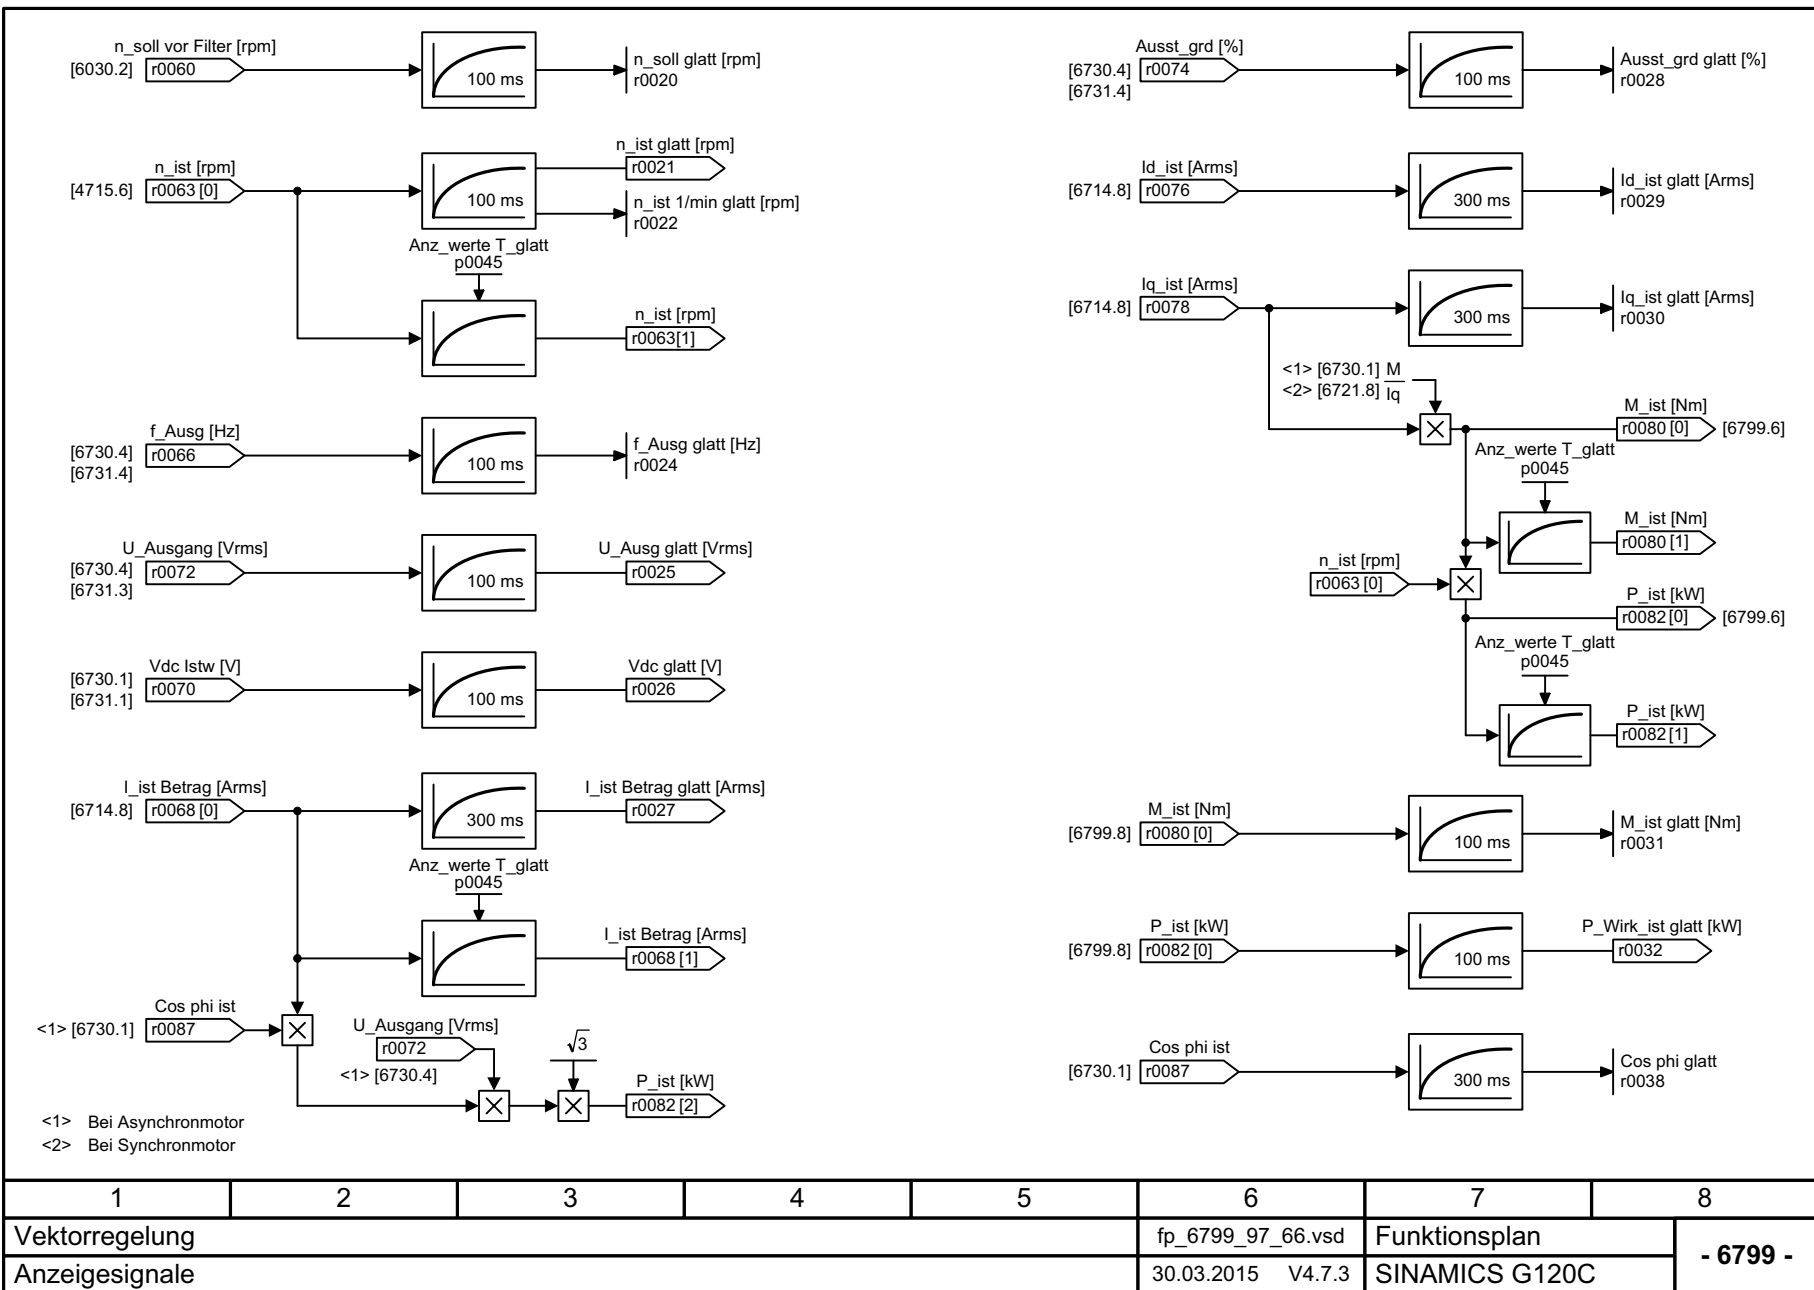 n_soll vor Filter [rpm]
[6030.2] r0060
100 ms
n_soll glatt [rpm]
r0020
n_ist [rpm]
[4715.6] r0063 [0]
100 ms
n_ist glatt [rpm]
r0021
n_ist 1/min glatt [rpm]
r0022
Anz_werte T_glatt
p0045
n_ist [rpm]
r0063[1]
f_Ausg [Hz]
[6730.4] r0066
[6731.4]
100 ms
f_Ausg glatt [Hz]
r0024
U_Ausgang [Vrms]
[6730.4] r0072
[6731.3]
100 ms
U_Ausg glatt [Vrms]
r0025
Vdc Istw [V]
[6730.1] r0070
[6731.1]
100 ms
Vdc glatt [V]
r0026
I_ist Betrag [Arms]
[6714.8] r0068 [0]
300 ms
I_ist Betrag glatt [Arms]
r0027
Anz_werte T_glatt
p0045
I_ist Betrag [Arms]
r0068 [1]
Cos phi ist
<1> [6730.1] r0087
U_Ausgang [Vrms]
r0072
<1> [6730.4]
√3
P_ist [kW]
r0082 [2]
<1> Bei Asynchronmotor
<2> Bei Synchronmotor
Ausst_grd [%]
[6730.4] r0074
[6731.4]
100 ms
Ausst_grd glatt [%]
r0028
Id_ist [Arms]
[6714.8] r0076
300 ms
Id_ist glatt [Arms]
r0029
Iq_ist [Arms]
[6714.8] r0078
300 ms
Iq_ist glatt [Arms]
r0030
<1> [6730.1] M
<2> [6721.8] Iq
M_ist [Nm]
r0080 [0] [6799.6]
Anz_werte T_glatt
p0045
M_ist [Nm]
r0080 [1]
n_ist [rpm]
r0063 [0]
P_ist [kW]
r0082 [0] [6799.6]
Anz_werte T_glatt
p0045
P_ist [kW]
r0082 [1]
M_ist [Nm]
[6799.8] r0080 [0]
100 ms
M_ist glatt [Nm]
r0031
P_ist [kW]
[6799.8] r0082 [0]
100 ms
P_Wirk_ist glatt [kW]
r0032
Cos phi ist
[6730.1] r0087
300 ms
Cos phi glatt
r0038
1 2 3 4 5 6 7 8
Vektorregelung fp_6799_97_66.vsd Funktionsplan
- 6799 -
Anzeigesignale 30.03.2015 V4.7.3 SINAMICS G120C